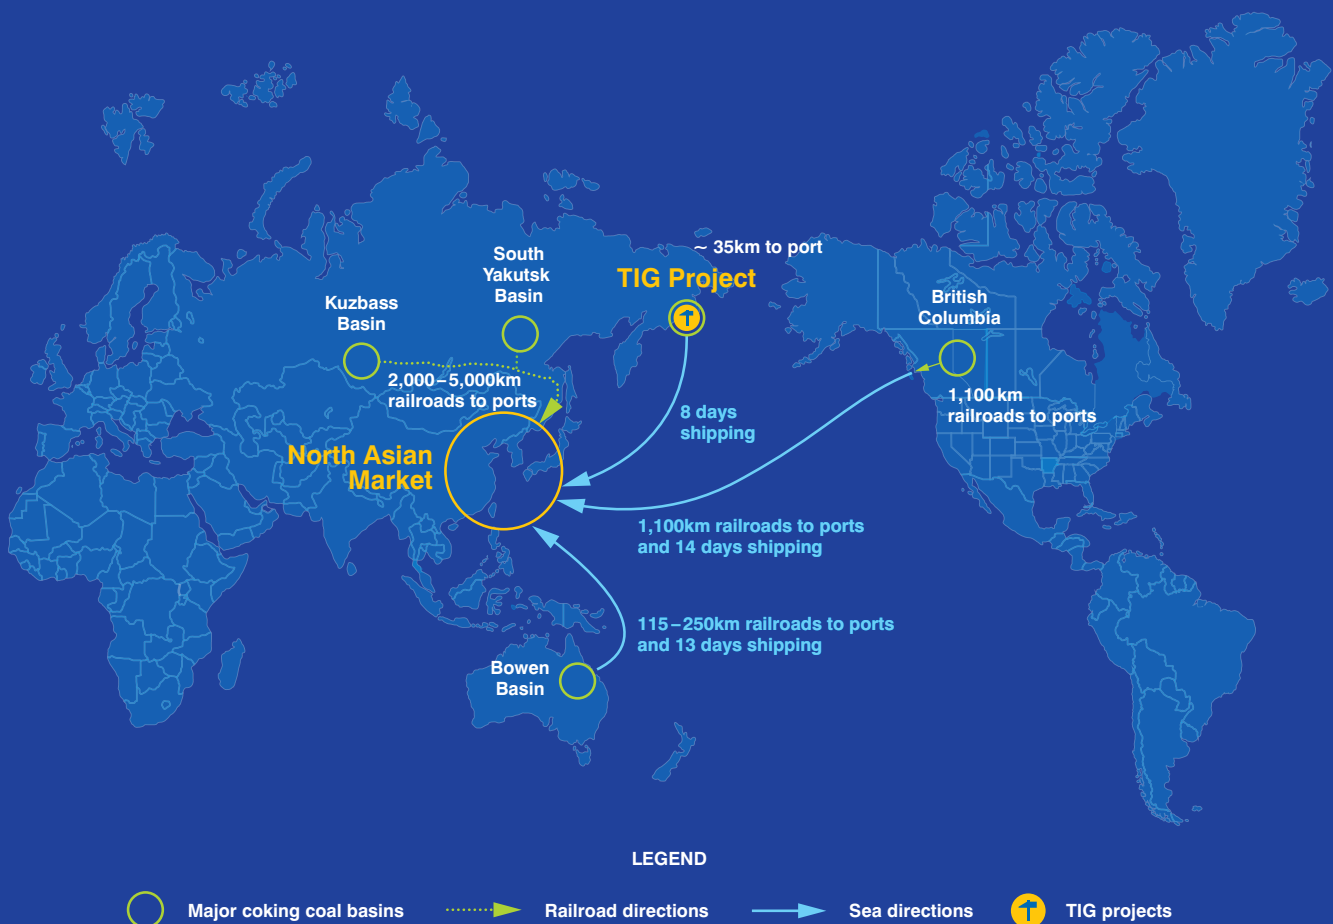 ~ 35km to port
South
Yakutsk
Basin
TIG Project
Kuzbass
Basin
British
Columbia
2,000–5,000km
railroads to ports
1,100 km
railroads to ports
8 days
shipping
North Asian
Market
1,100km railroads to ports
and 14 days shipping
115–250km railroads to ports
and 13 days shipping
Bowen
Basin
LEGEND
Major coking coal basins
Railroad directions
Sea directions
TIG projects